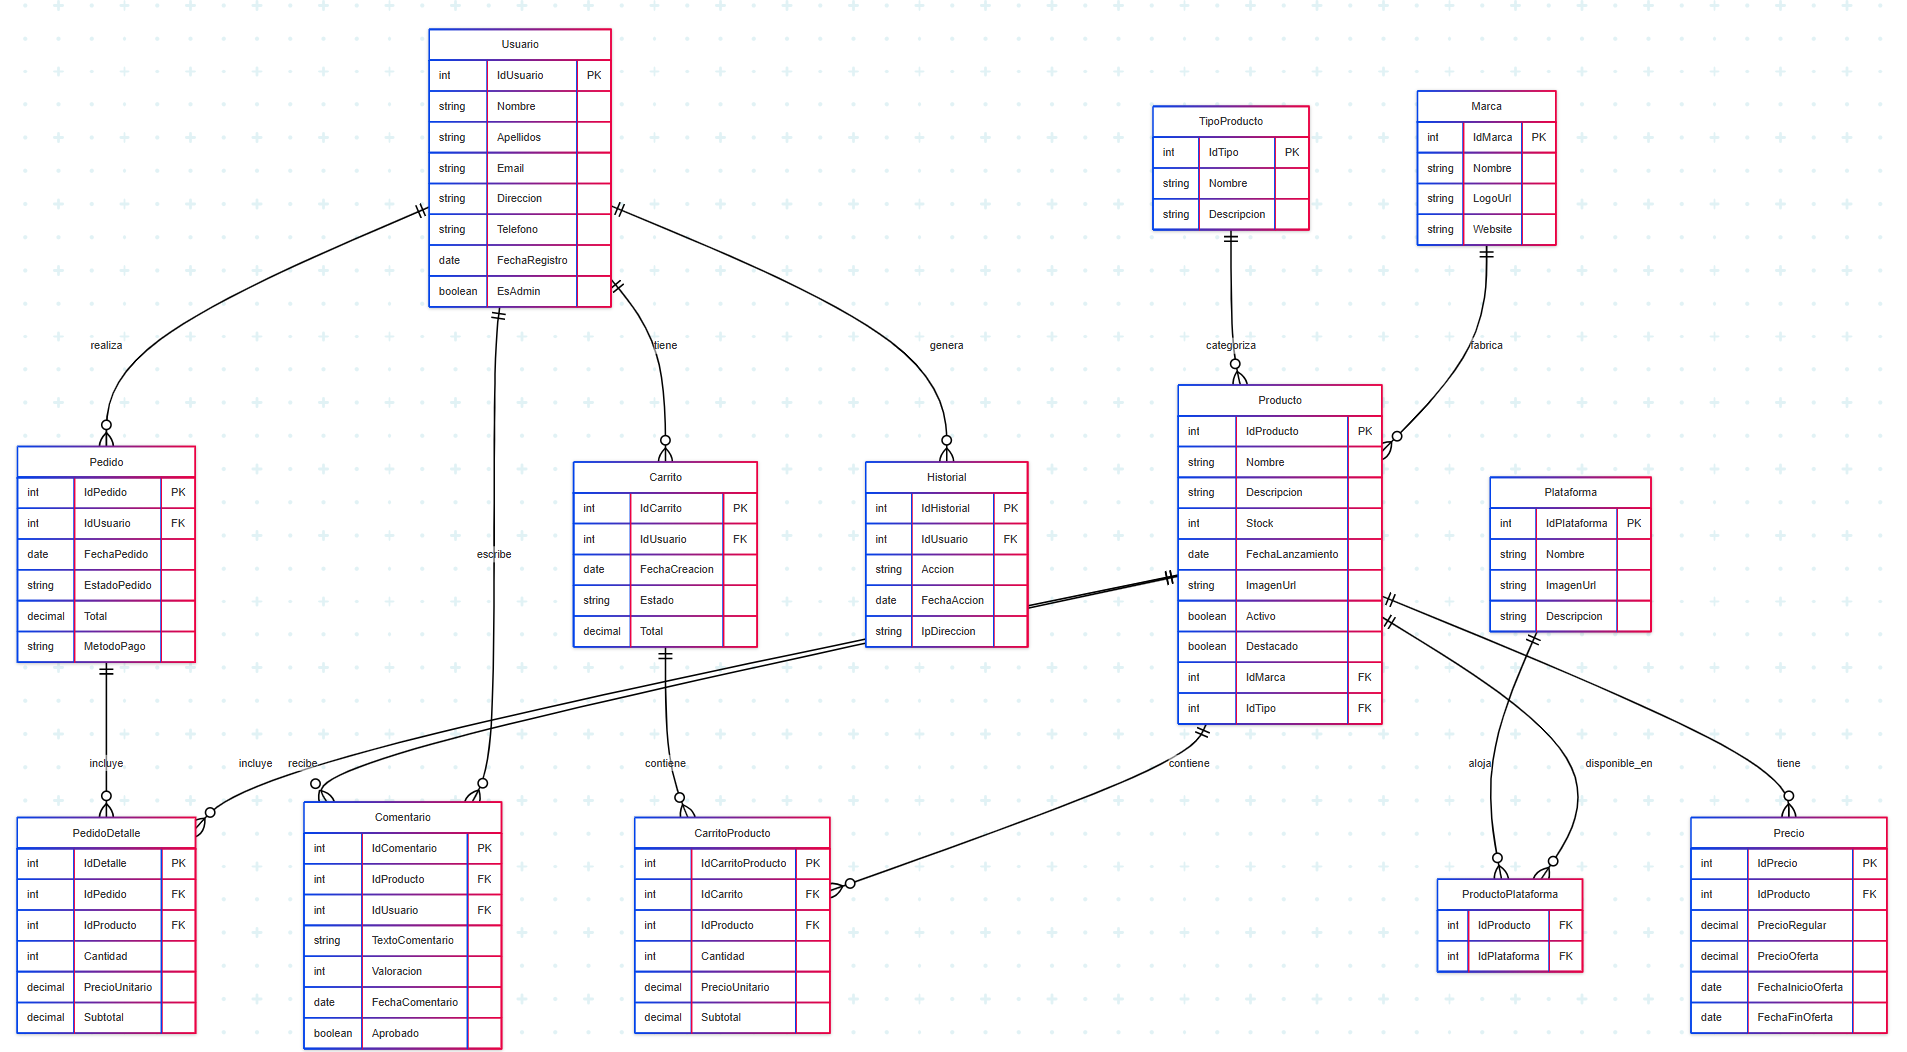 Usuario
int IdUsuario PK
string Nombre
string Apellidos
string Email
string Direccion
string Telefono
date FechaRegistro
boolean EsAdmin
TipoProducto
int IdTipo PK
string Nombre
string Descripcion
Marca
int IdMarca PK
string Nombre
string LogoUrl
string Website
realiza
tiene
genera
categoriza
fabrica
Pedido
int IdPedido PK
int IdUsuario FK
date FechaPedido
string EstadoPedido
decimal Total
string MetodoPago
escribe
Carrito
int IdCarrito PK
int IdUsuario FK
date FechaCreacion
string Estado
decimal Total
Historial
int IdHistorial PK
int IdUsuario FK
string Accion
date FechaAccion
string IpDireccion
Producto
int IdProducto PK
string Nombre
string Descripcion
int Stock
date FechaLanzamiento
string ImagenUrl
boolean Activo
boolean Destacado
int IdMarca FK
int IdTipo FK
Plataforma
int IdPlataforma PK
string Nombre
string ImagenUrl
string Descripcion
incluye
incluye
recibe
contiene
contiene
aloja
disponible_en
tiene
PedidoDetalle
int IdDetalle PK
int IdPedido FK
int IdProducto FK
int Cantidad
decimal PrecioUnitario
decimal Subtotal
Comentario
int IdComentario PK
int IdProducto FK
int IdUsuario FK
string TextoComentario
int Valoracion
date FechaComentario
boolean Aprobado
CarritoProducto
int IdCarritoProducto PK
int IdCarrito FK
int IdProducto FK
int Cantidad
decimal PrecioUnitario
decimal Subtotal
ProductoPlataforma
int IdProducto FK
int IdPlataforma FK
Precio
int IdPrecio PK
int IdProducto FK
decimal PrecioRegular
decimal PrecioOferta
date FechaInicioOferta
date FechaFinOferta